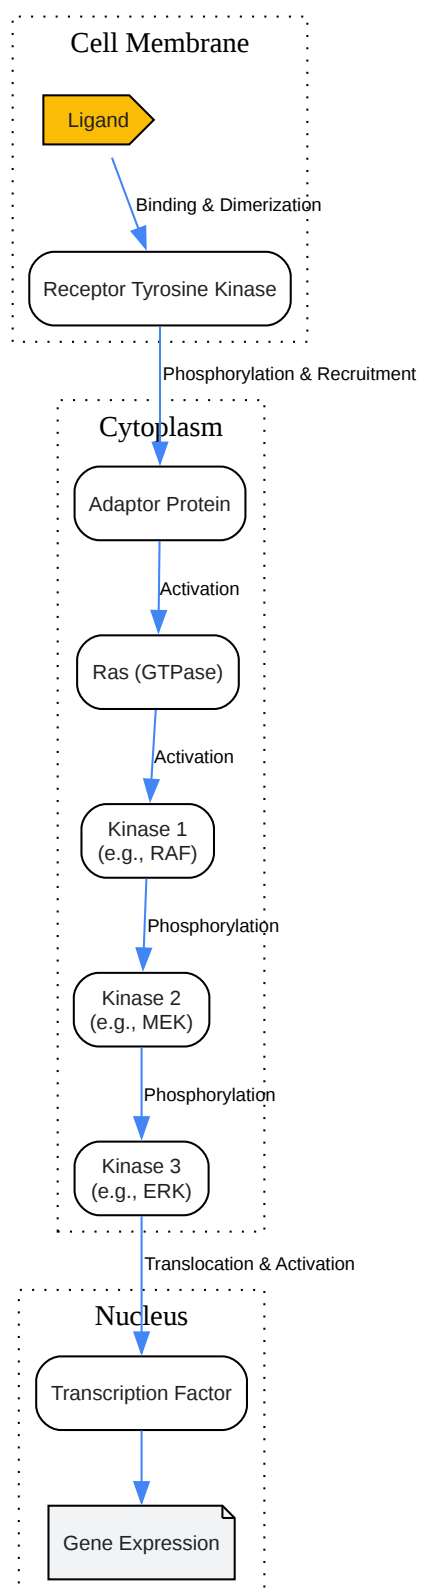 Cell Membrane
Ligand
Binding & Dimerization
Receptor Tyrosine Kinase
Phosphorylation & Recruitment
Cytoplasm
Adaptor Protein
Activation
Ras (GTPase)
Activation
Kinase 1
(e.g., RAF)
Phosphorylation
Kinase 2
(e.g., MEK)
Phosphorylation
Kinase 3
(e.g., ERK)
Translocation & Activation
Nucleus
Transcription Factor
Gene Expression